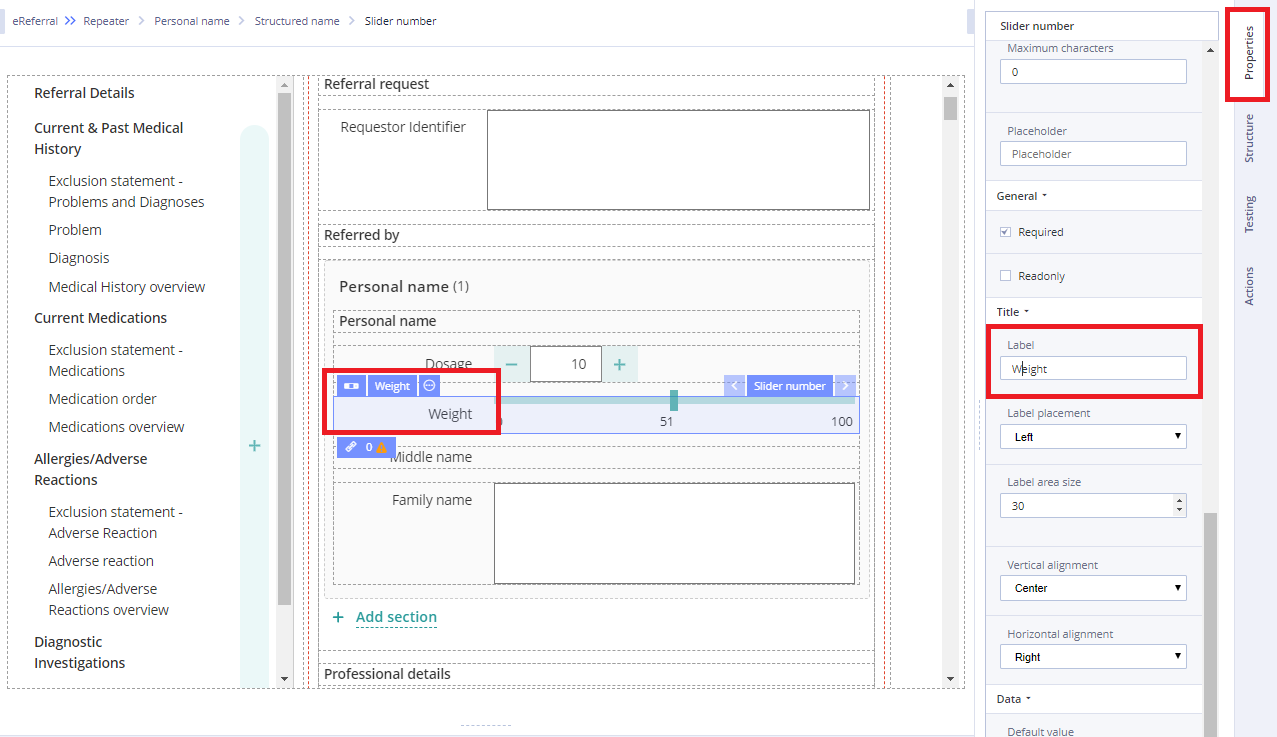 eReferral Repeater Personal name Structured name Slider number
Referral Details
Current & Past Medical
History
Exclusion statement -
Problems and Diagnoses
Problem
Diagnosis
Medical History overview
Current Medications
Exclusion statement -
Medications
Medication order
Medications overview
Allergies/Adverse
Reactions
Exclusion statement -
Adverse Reaction
Adverse reaction
Allergies/Adverse
Reactions overview
Diagnostic
Investigations
+
Referral request
Requestor Identifier
Referred by
Personal name (1)
Personal name
Dosage − 10 +
Weight Slider number
Weight 51 100
0
Middle name
Family name
+ Add section
Professional details
Slider number
Maximum characters
0
Placeholder
Placeholder
General
Required
Readonly
Title
Label
Weight
Label placement
Left
Label area size
30
Vertical alignment
Center
Horizontal alignment
Right
Data
Default value
Properties
Structure
Testing
Actions